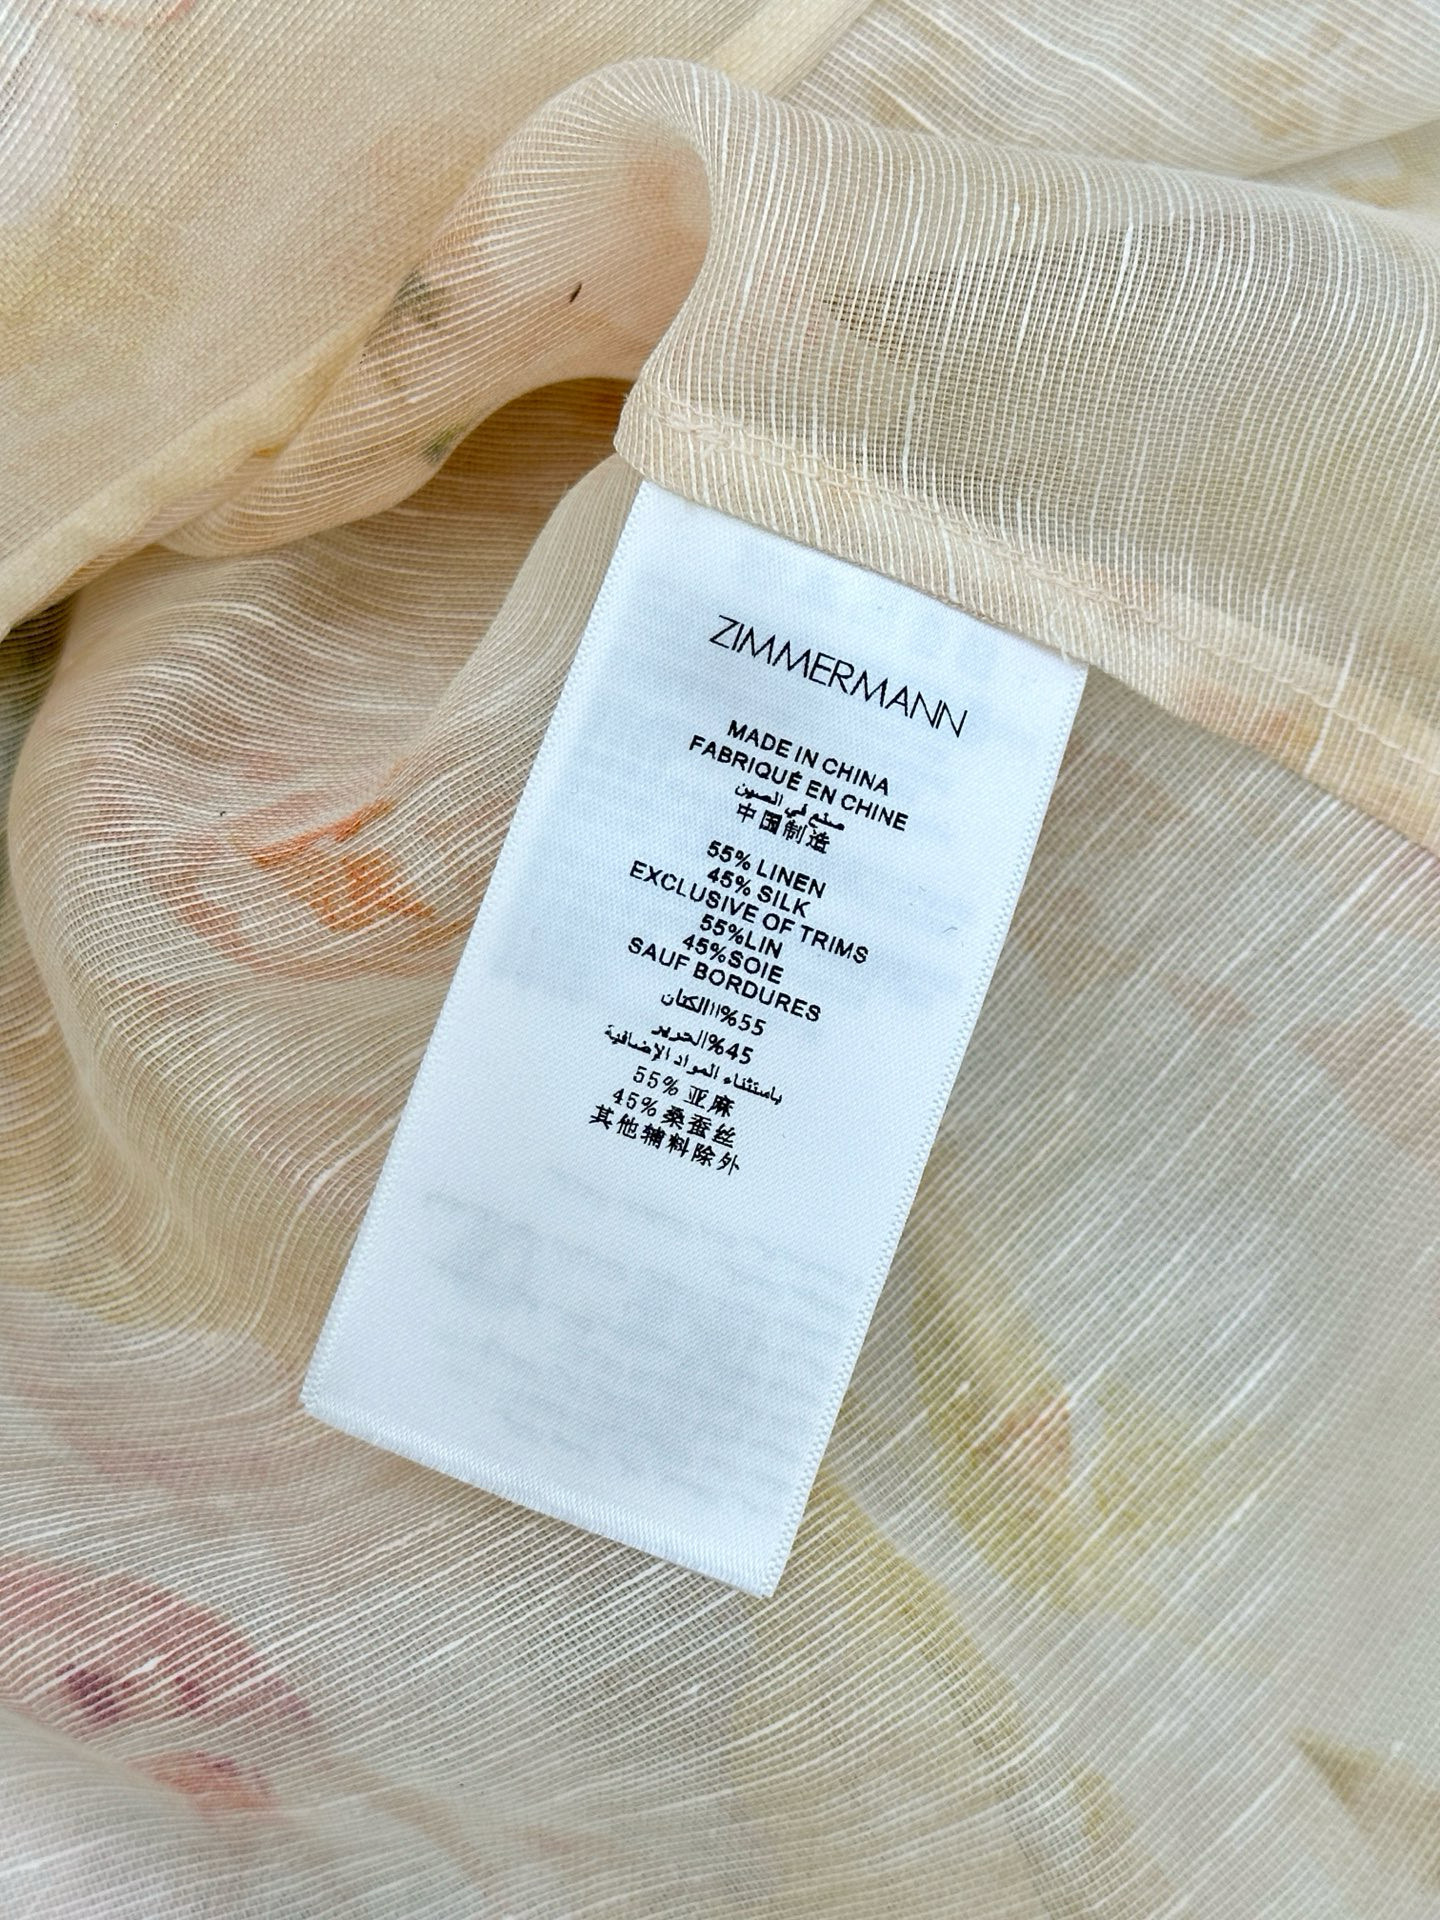 ZIMMERMANN
MADE IN CHINA
FABRIQUÉ EN CHINE
صنع في الصين
中国制造
55% LINEN
45% SILK
EXCLUSIVE OF TRIMS
55%LIN
45%SOIE
SAUF BORDURES
55%الكتان
45%الحرير
باستثناء المواد الإضافية
55% 亚麻
45% 桑蚕丝
其他辅料除外